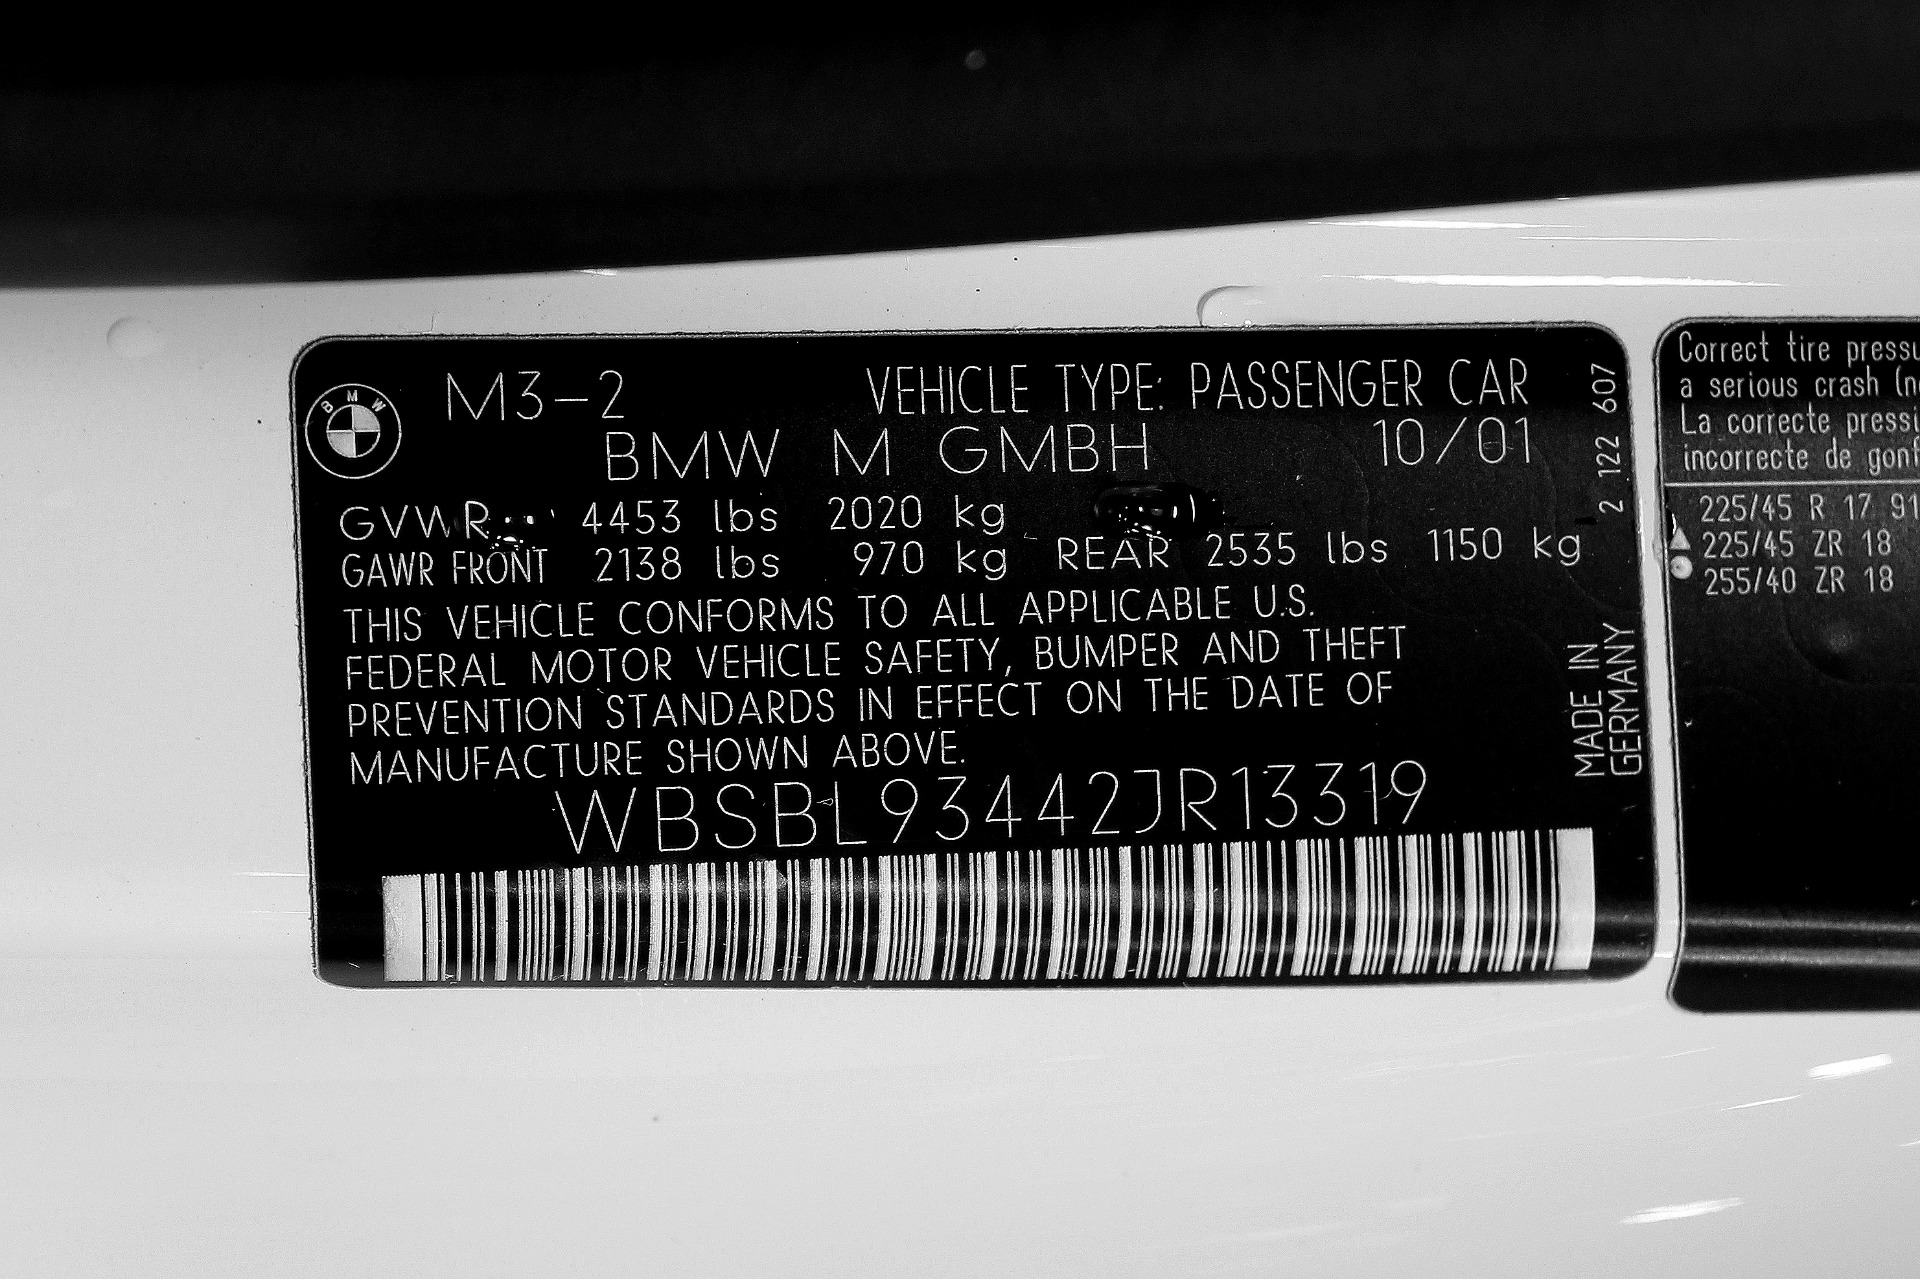 BMW
M3-2
VEHICLE TYPE: PASSENGER CAR
BMW M GMBH 10/01
GVWR 4453 lbs 2020 kg
GAWR FRONT 2138 lbs 970 kg REAR 2535 lbs 1150 kg
THIS VEHICLE CONFORMS TO ALL APPLICABLE U.S.
FEDERAL MOTOR VEHICLE SAFETY, BUMPER AND THEFT
PREVENTION STANDARDS IN EFFECT ON THE DATE OF
MANUFACTURE SHOWN ABOVE.
WBSBL93442JR13319
2 122 607
MADE IN
GERMANY
Correct tire pressu
a serious crash (no
La correcte pressi
incorrecte de gonf
225/45 R 17 91
225/45 ZR 18
255/40 ZR 18